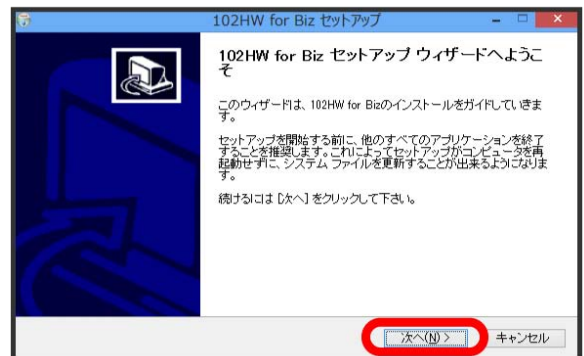 102HW for Biz セットアップ
102HW for Biz セットアップ ウィザードへようこ
そ
このウィザードは、102HW for Bizのインストールをガイドしていきま
す。
セットアップを開始する前に、他のすべてのアプリケーションを終了
することを推奨します。これによってセットアップがコンピュータを再
起動せずに、システム ファイルを更新することが出来るようになりま
す。
続けるには [次へ] をクリックして下さい。
次へ(N) >
キャンセル